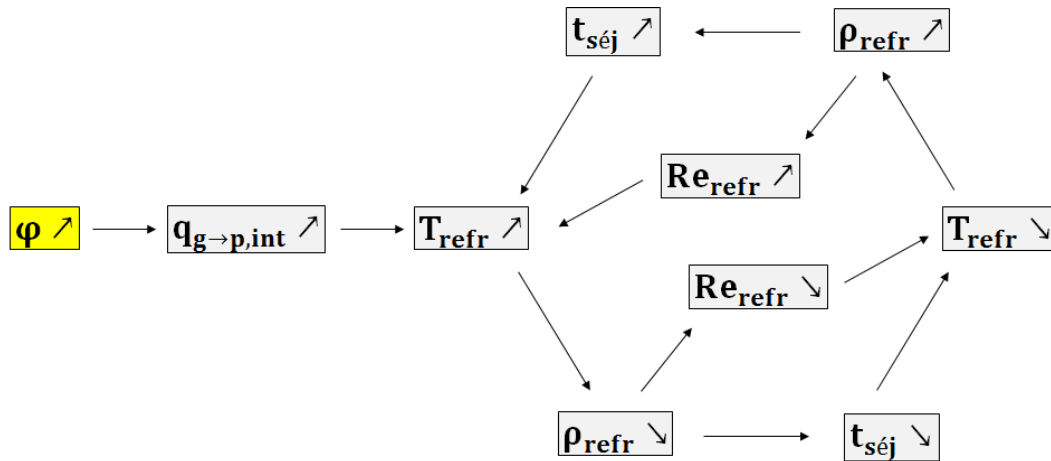 t_séj ↗
ρ_refr ↗
Re_refr ↗
φ ↗
q_g→p,int ↗
T_refr ↗
T_refr ↘
Re_refr ↘
ρ_refr ↘
t_séj ↘